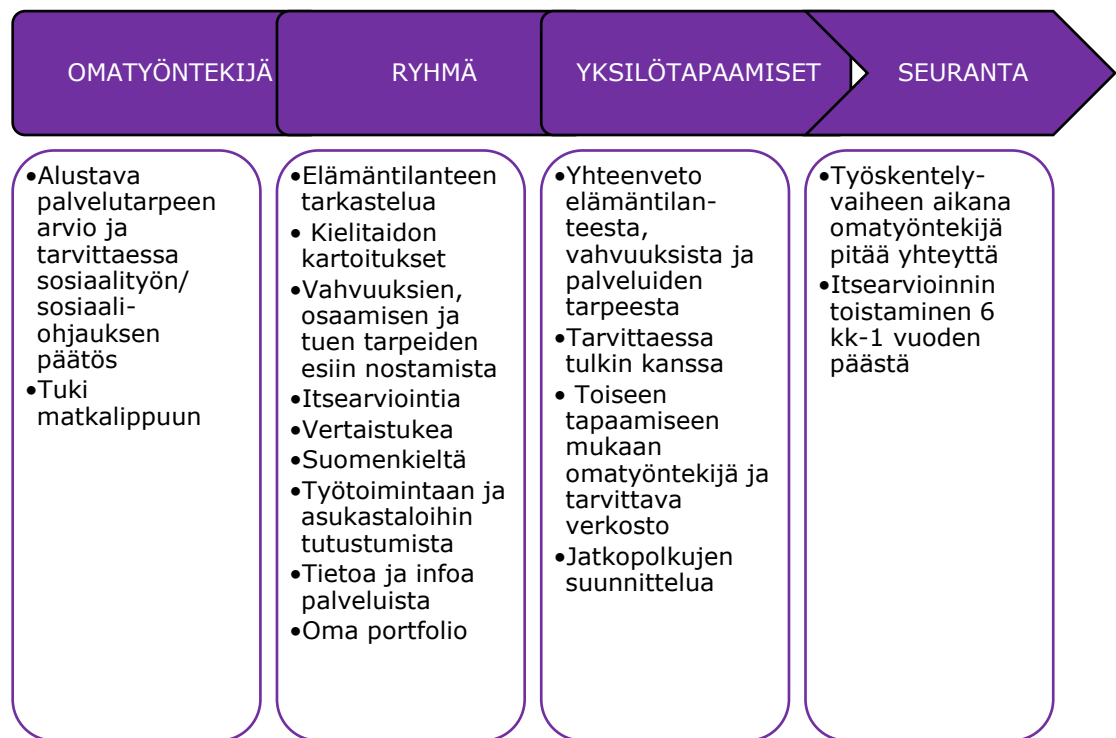 OMATYÖNTEKIJÄ
RYHMÄ
YKSILÖTAPAAMISET
SEURANTA
•Alustava
palvelutarpeen
arvio ja
tarvittaessa
sosiaalityön/
sosiaali-
ohjauksen
päätös
•Tuki
matkalippuun
•Elämäntilanteen
tarkastelua
• Kielitaidon
kartoitukset
•Vahvuuksien,
osaamisen ja
tuen tarpeiden
esiin nostamista
•Itsearviointia
•Vertaistukea
•Suomenkieltä
•Työtoimintaan ja
asukastaloihin
tutustumista
•Tietoa ja infoa
palveluista
•Oma portfolio
•Yhteenveto
elämäntilan-
teesta,
vahvuuksista ja
palveluiden
tarpeesta
•Tarvittaessa
tulkin kanssa
• Toiseen
tapaamiseen
mukaan
omatyöntekijä ja
tarvittava
verkosto
•Jatkopolkujen
suunnittelua
•Työskentely-
vaiheen aikana
omatyöntekijä
pitää yhteyttä
•Itsearvioinnin
toistaminen 6
kk-1 vuoden
päästä